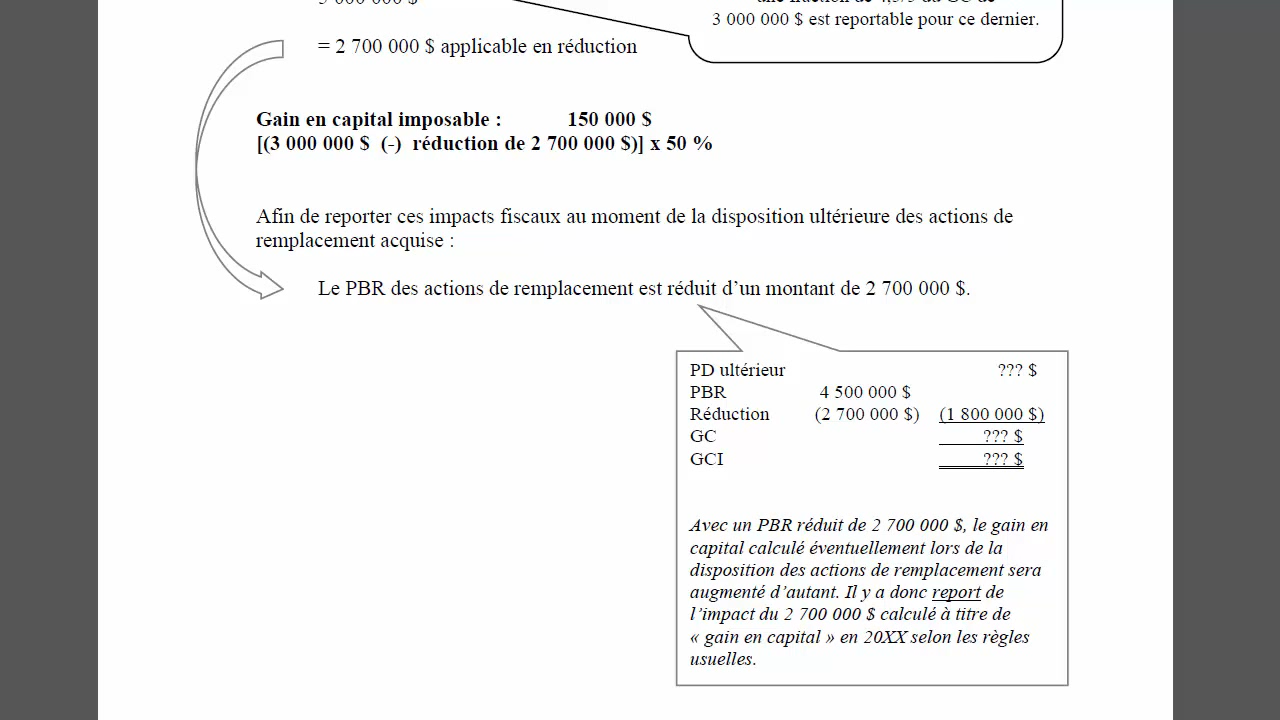 3 000 000 $ est reportable pour ce dernier.
= 2 700 000 $ applicable en réduction
Gain en capital imposable : 150 000 $
[(3 000 000 $ (-) réduction de 2 700 000 $)] x 50 %
Afin de reporter ces impacts fiscaux au moment de la disposition ultérieure des actions de
remplacement acquise :
Le PBR des actions de remplacement est réduit d’un montant de 2 700 000 $.
PD ultérieur ??? $
PBR 4 500 000 $
Réduction (2 700 000 $) (1 800 000 $)
GC ??? $
GCI ??? $
Avec un PBR réduit de 2 700 000 $, le gain en
capital calculé éventuellement lors de la
disposition des actions de remplacement sera
augmenté d’autant. Il y a donc report de
l’impact du 2 700 000 $ calculé à titre de
« gain en capital » en 20XX selon les règles
usuelles.